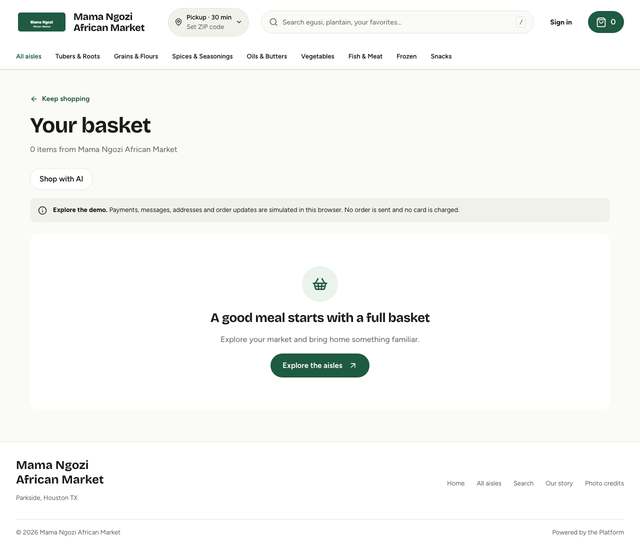 Mama Ngozi
African Market
Mama Ngozi
African Market
Pickup · 30 min
Set ZIP code
Search egusi, plantain, your favorites...
/
Sign in
0
All aisles
Tubers & Roots
Grains & Flours
Spices & Seasonings
Oils & Butters
Vegetables
Fish & Meat
Frozen
Snacks
Keep shopping
Your basket
0 items from Mama Ngozi African Market
Shop with AI
Explore the demo. Payments, messages, addresses and order updates are simulated in this browser. No order is sent and no card is charged.
A good meal starts with a full basket
Explore your market and bring home something familiar.
Explore the aisles
Mama Ngozi
African Market
Parkside, Houston TX
Home
All aisles
Search
Our story
Photo credits
© 2026 Mama Ngozi African Market
Powered by the Platform